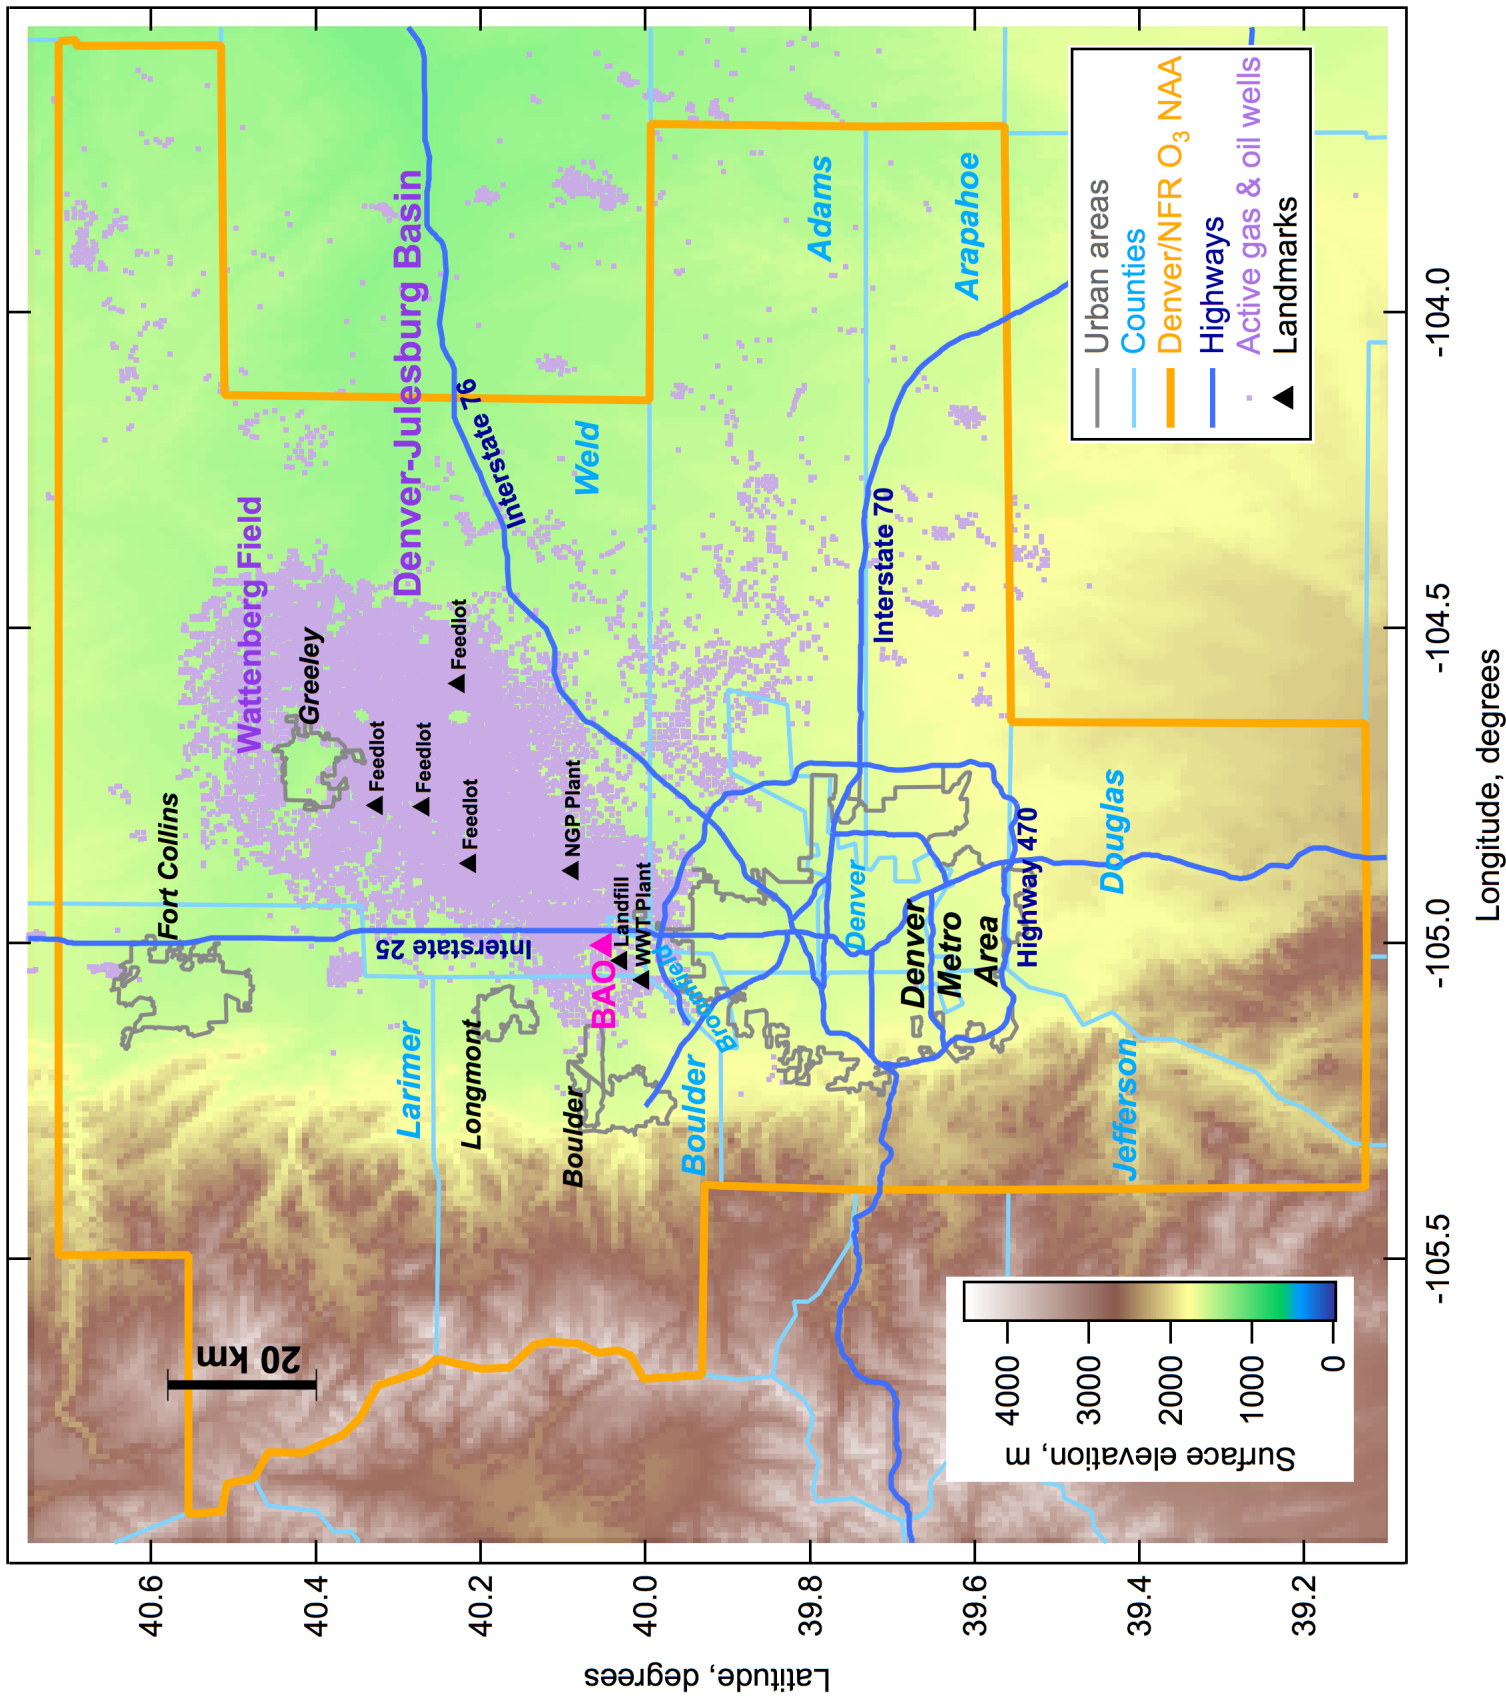 Wattenberg Field
Denver-Julesburg Basin
Fort Collins
Greeley
Feedlot
Feedlot
Feedlot
Feedlot
NGP Plant
Landfill
WWT Plant
BAO
Interstate 76
Interstate 25
Interstate 70
Highway 470
Larimer
Weld
Longmont
Boulder
Boulder
Broomfield
Adams
Arapahoe
Denver
Denver
Metro
Area
Douglas
Jefferson
20 km
Urban areas
Counties
Denver/NFR O3 NAA
Highways
Active gas & oil wells
Landmarks
4000
3000
2000
1000
0
Surface elevation, m
40.6
40.4
40.2
40.0
39.8
39.6
39.4
39.2
Latitude, degrees
-105.5
-105.0
-104.5
-104.0
Longitude, degrees